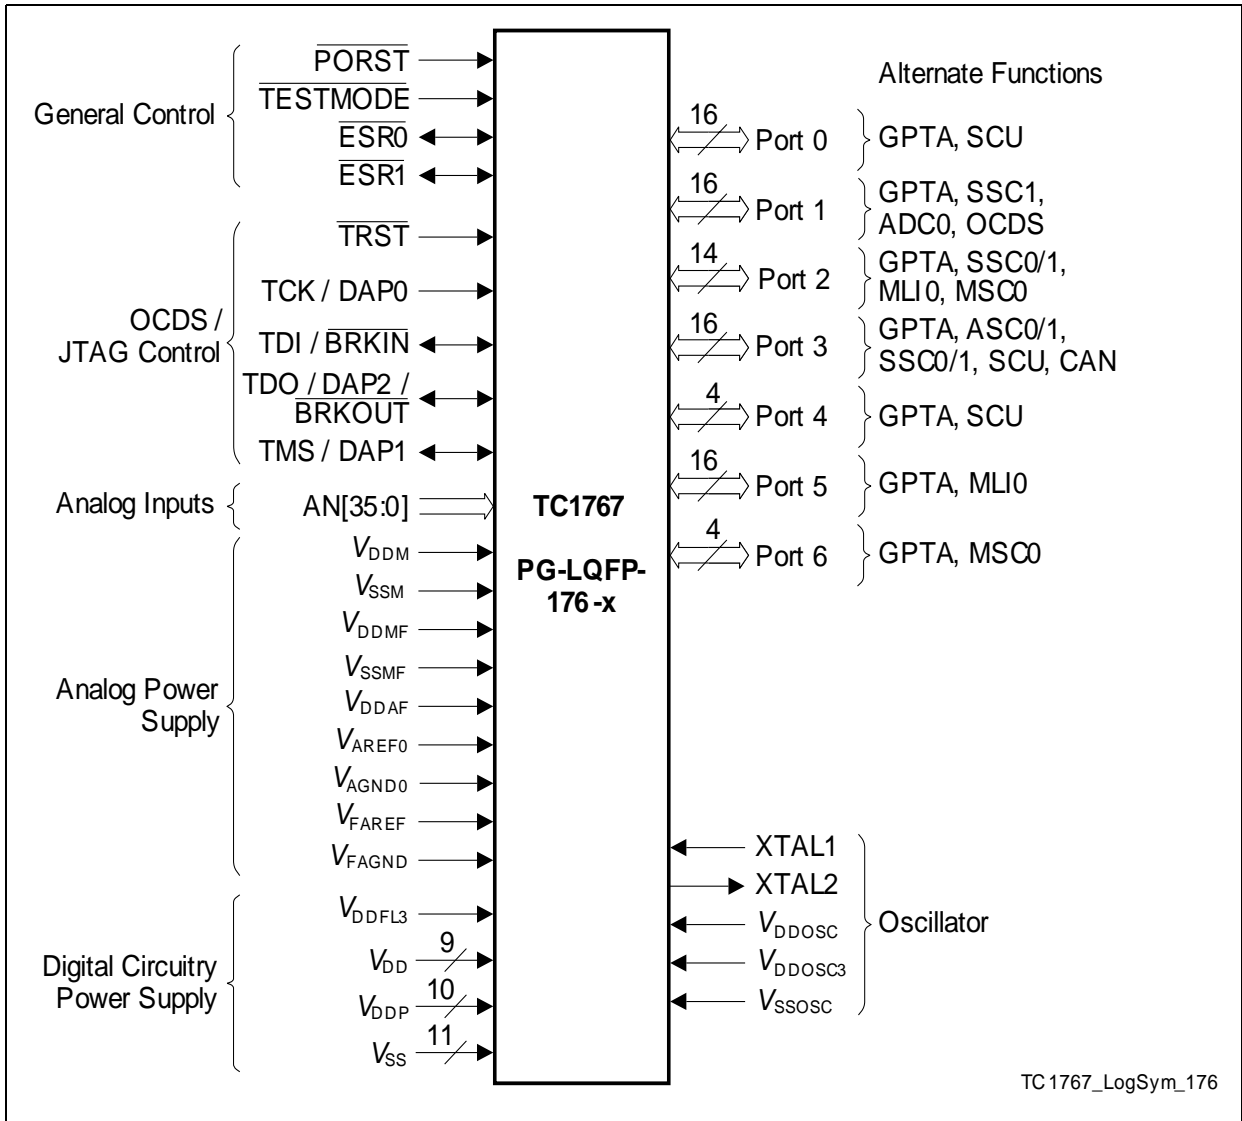 General Control
PORST
TESTMODE
ESR0
ESR1
OCDS /
JTAG Control
TRST
TCK / DAP0
TDI / BRKIN
TDO / DAP2 /
BRKOUT
TMS / DAP1
Analog Inputs
AN[35:0]
Analog Power
Supply
VDDM
VSSM
VDDMF
VSSMF
VDDAF
VAREF0
VAGND0
VFAREF
VFAGND
Digital Circuitry
Power Supply
VDDFL3
VDD 9
VDDP 10
VSS 11
TC1767
PG-LQFP-
176-x
Alternate Functions
16 Port 0 GPTA, SCU
16 Port 1 GPTA, SSC1,
ADC0, OCDS
14 Port 2 GPTA, SSC0/1,
MLI0, MSC0
16 Port 3 GPTA, ASC0/1,
SSC0/1, SCU, CAN
4 Port 4 GPTA, SCU
16 Port 5 GPTA, MLI0
4 Port 6 GPTA, MSC0
XTAL1
XTAL2
VDDOSC
VDDOSC3
VSSOSC
Oscillator
TC1767_LogSym_176